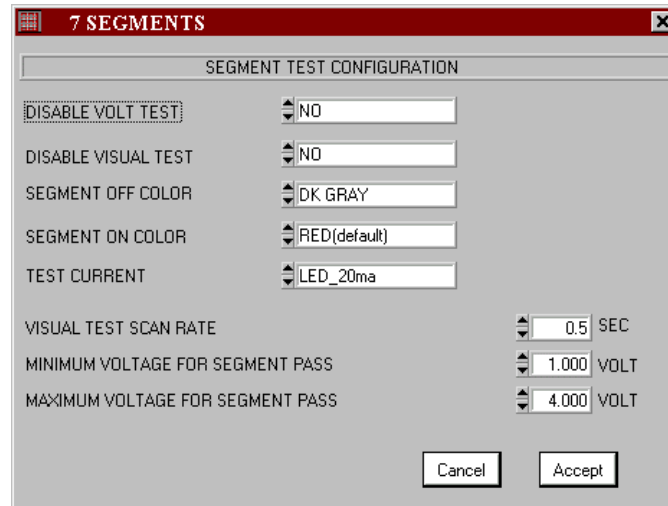 7 SEGMENTS
SEGMENT TEST CONFIGURATION
DISABLE VOLT TEST NO
DISABLE VISUAL TEST NO
SEGMENT OFF COLOR DK GRAY
SEGMENT ON COLOR RED(default)
TEST CURRENT LED_20ma
VISUAL TEST SCAN RATE 0.5 SEC
MINIMUM VOLTAGE FOR SEGMENT PASS 1.000 VOLT
MAXIMUM VOLTAGE FOR SEGMENT PASS 4.000 VOLT
Cancel Accept